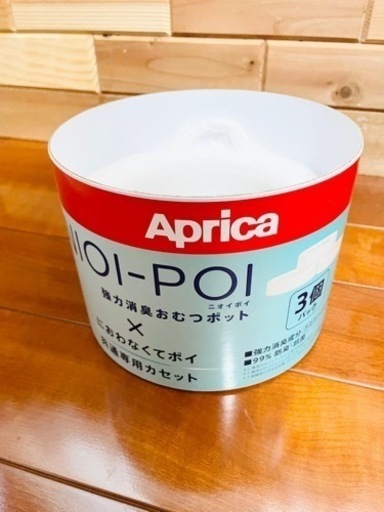 Aprica
IOI-POI
ニオイポイ
強力消臭おむつポット
×
におわなくてポイ
共通専用カセット
3個
パック
■強力消臭成分
■99% 防臭・抗菌